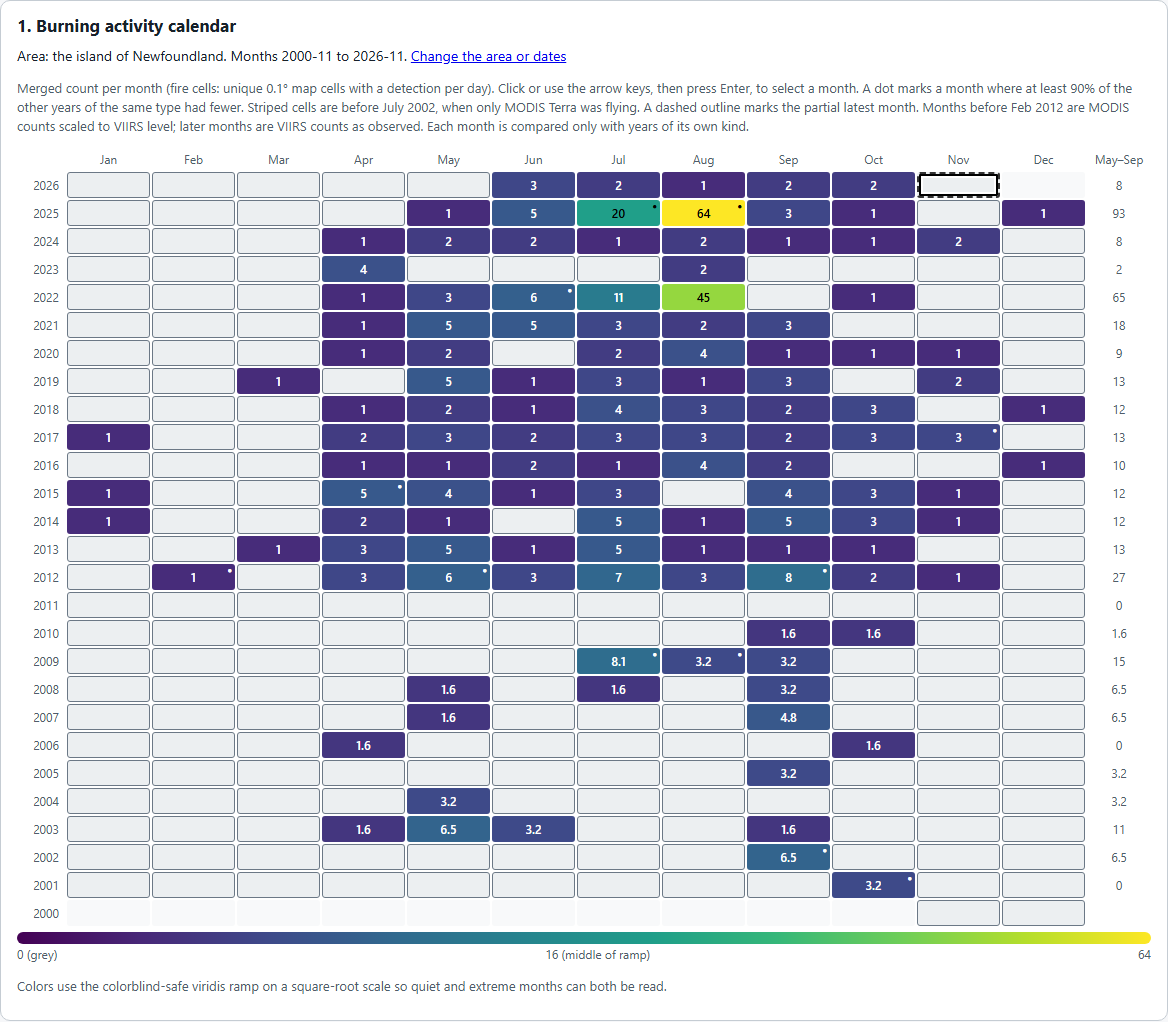 1. Burning activity calendar
Area: the island of Newfoundland. Months 2000-11 to 2026-11. Change the area or dates
Merged count per month (fire cells: unique 0.1° map cells with a detection per day). Click or use the arrow keys, then press Enter, to select a month. A dot marks a month where at least 90% of the
other years of the same type had fewer. Striped cells are before July 2002, when only MODIS Terra was flying. A dashed outline marks the partial latest month. Months before Feb 2012 are MODIS
counts scaled to VIIRS level; later months are VIIRS counts as observed. Each month is compared only with years of its own kind.
Jan Feb Mar Apr May Jun Jul Aug Sep Oct Nov Dec May–Sep
2026 3 2 1 2 2 8
2025 1 5 20 64 3 1 1 93
2024 1 2 2 1 2 1 1 2 8
2023 4 2 2
2022 1 3 6 11 45 1 65
2021 1 5 5 3 2 3 18
2020 1 2 2 4 1 1 1 9
2019 1 5 1 3 1 3 2 13
2018 1 2 1 4 3 2 3 1 12
2017 1 2 3 2 3 3 2 3 3 13
2016 1 1 2 1 4 2 1 10
2015 1 5 4 1 3 4 3 1 12
2014 1 2 1 5 1 5 3 1 12
2013 1 3 5 1 5 1 1 1 13
2012 1 3 6 3 7 3 8 2 1 27
2011 0
2010 1.6 1.6 1.6
2009 8.1 3.2 3.2 15
2008 1.6 1.6 3.2 6.5
2007 1.6 4.8 6.5
2006 1.6 1.6 0
2005 3.2 3.2
2004 3.2 3.2
2003 1.6 6.5 3.2 1.6 11
2002 6.5 6.5
2001 3.2 0
2000
0 (grey) 16 (middle of ramp) 64
Colors use the colorblind-safe viridis ramp on a square-root scale so quiet and extreme months can both be read.